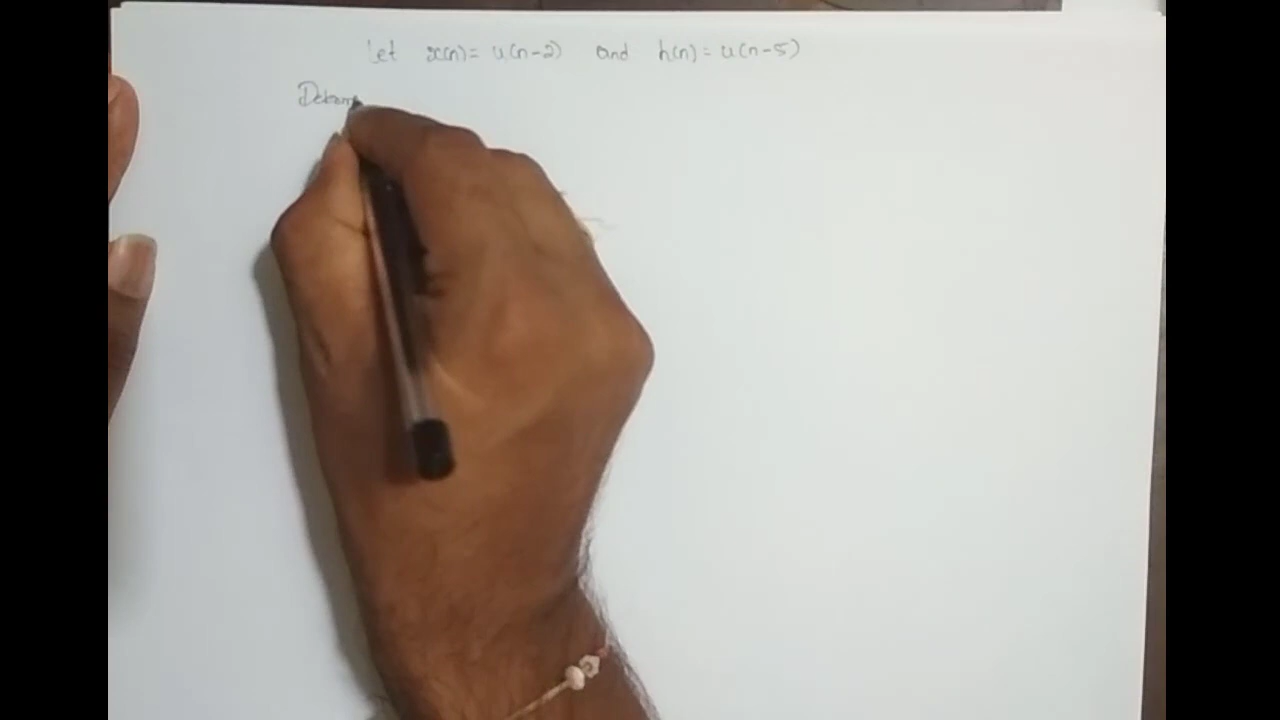 Let x(n) = u(n-2) and h(n) = u(n-5)